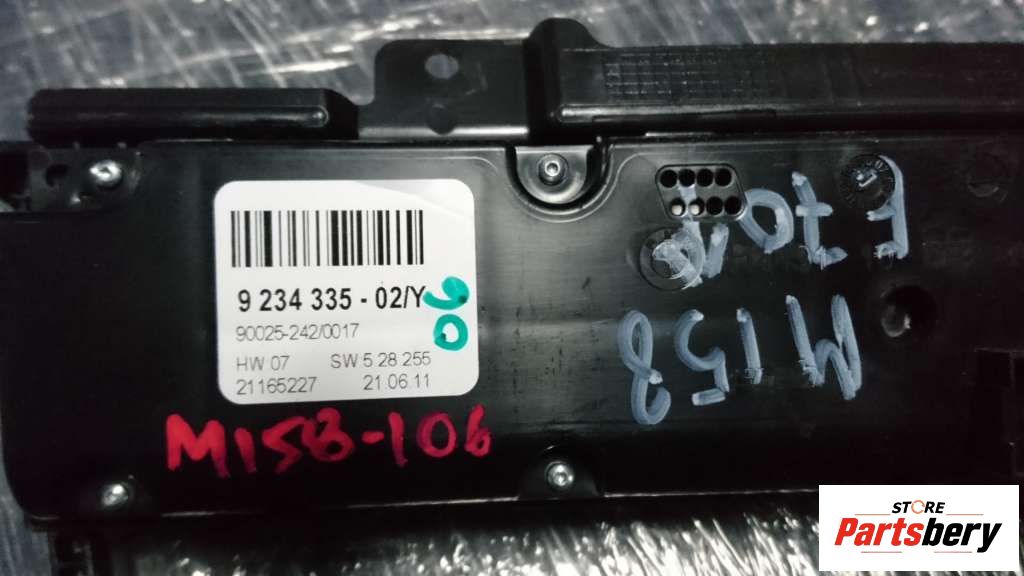 9 234 335 - 02/Y
90025-242/0017
HW 07 SW 5 28 255
21165227 21.06.11
90
M158-106
F70N
M158
STORE
Partsbery